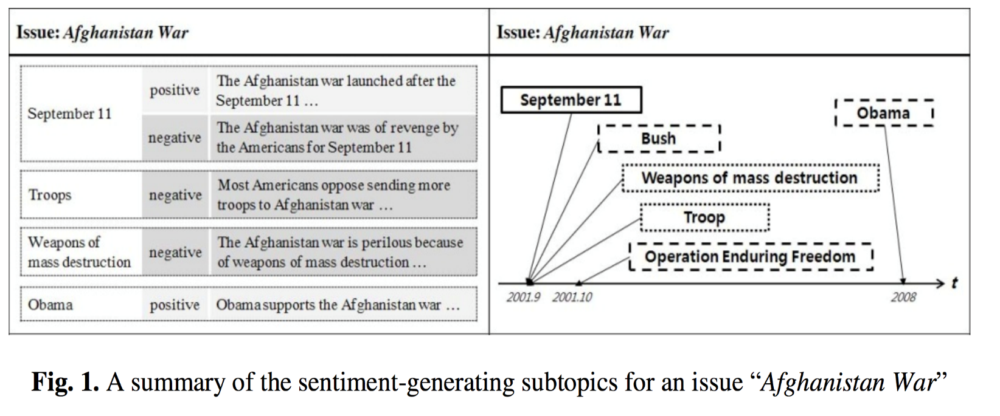 Issue: Afghanistan War
September 11
positive
The Afghanistan war launched after the
September 11 ...
negative
The Afghanistan war was of revenge by
the Americans for September 11
Troops
negative
Most Americans oppose sending more
troops to Afghanistan war ...
Weapons of
mass destruction
negative
The Afghanistan war is perilous because
of weapons of mass destruction ...
Obama
positive
Obama supports the Afghanistan war ...
Issue: Afghanistan War
September 11
Obama
Bush
Weapons of mass destruction
Troop
Operation Enduring Freedom
t
2001.9
2001.10
2008
Fig. 1. A summary of the sentiment-generating subtopics for an issue “Afghanistan War”